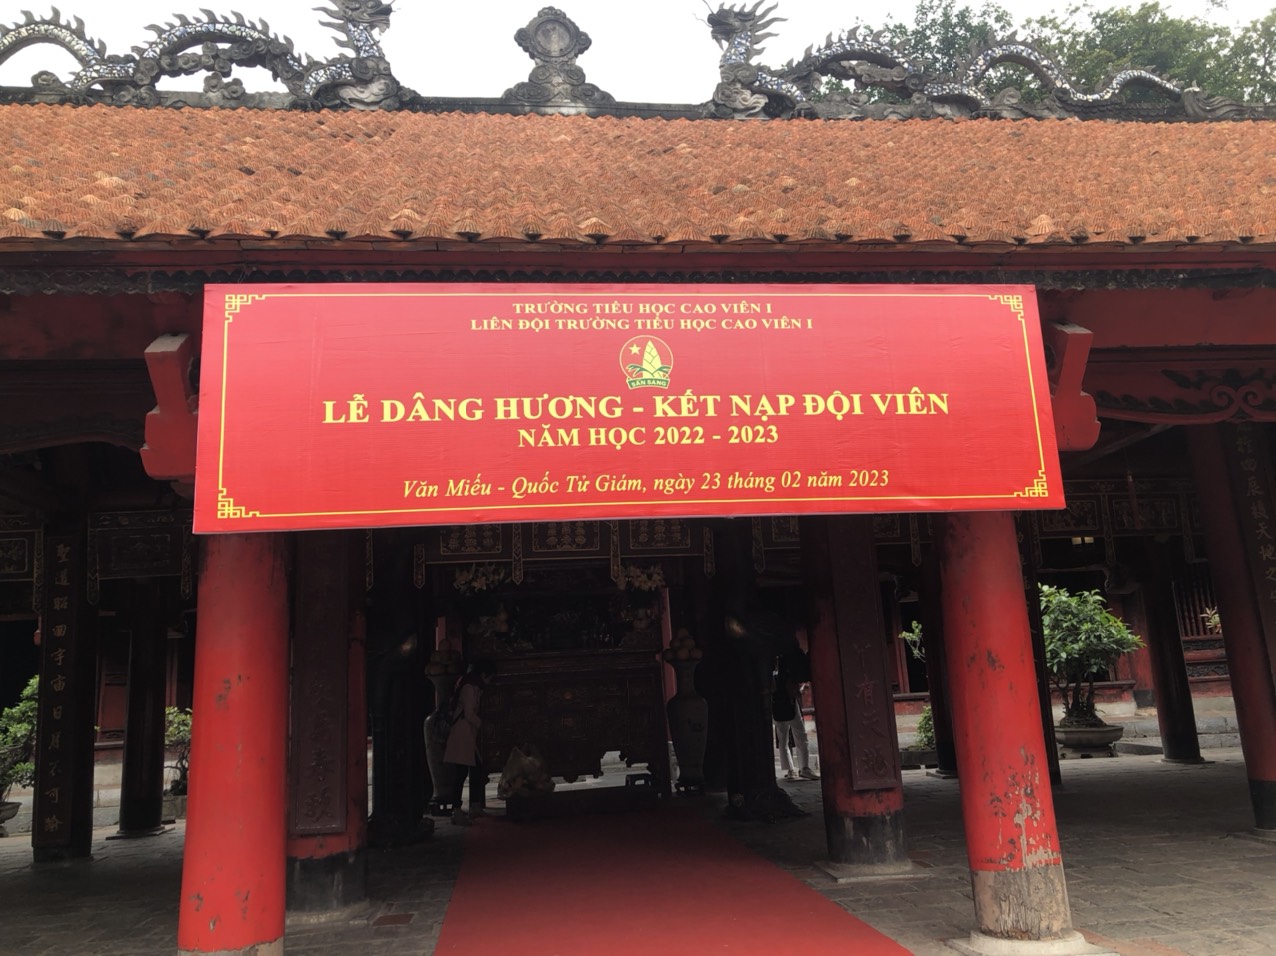 TRƯỜNG TIỂU HỌC CAO VIÊN I
LIÊN ĐỘI TRƯỜNG TIỂU HỌC CAO VIÊN I
SẴN SÀNG
LỄ DÂNG HƯƠNG - KẾT NẠP ĐỘI VIÊN
NĂM HỌC 2022 - 2023
Văn Miếu - Quốc Tử Giám, ngày 23 tháng 02 năm 2023